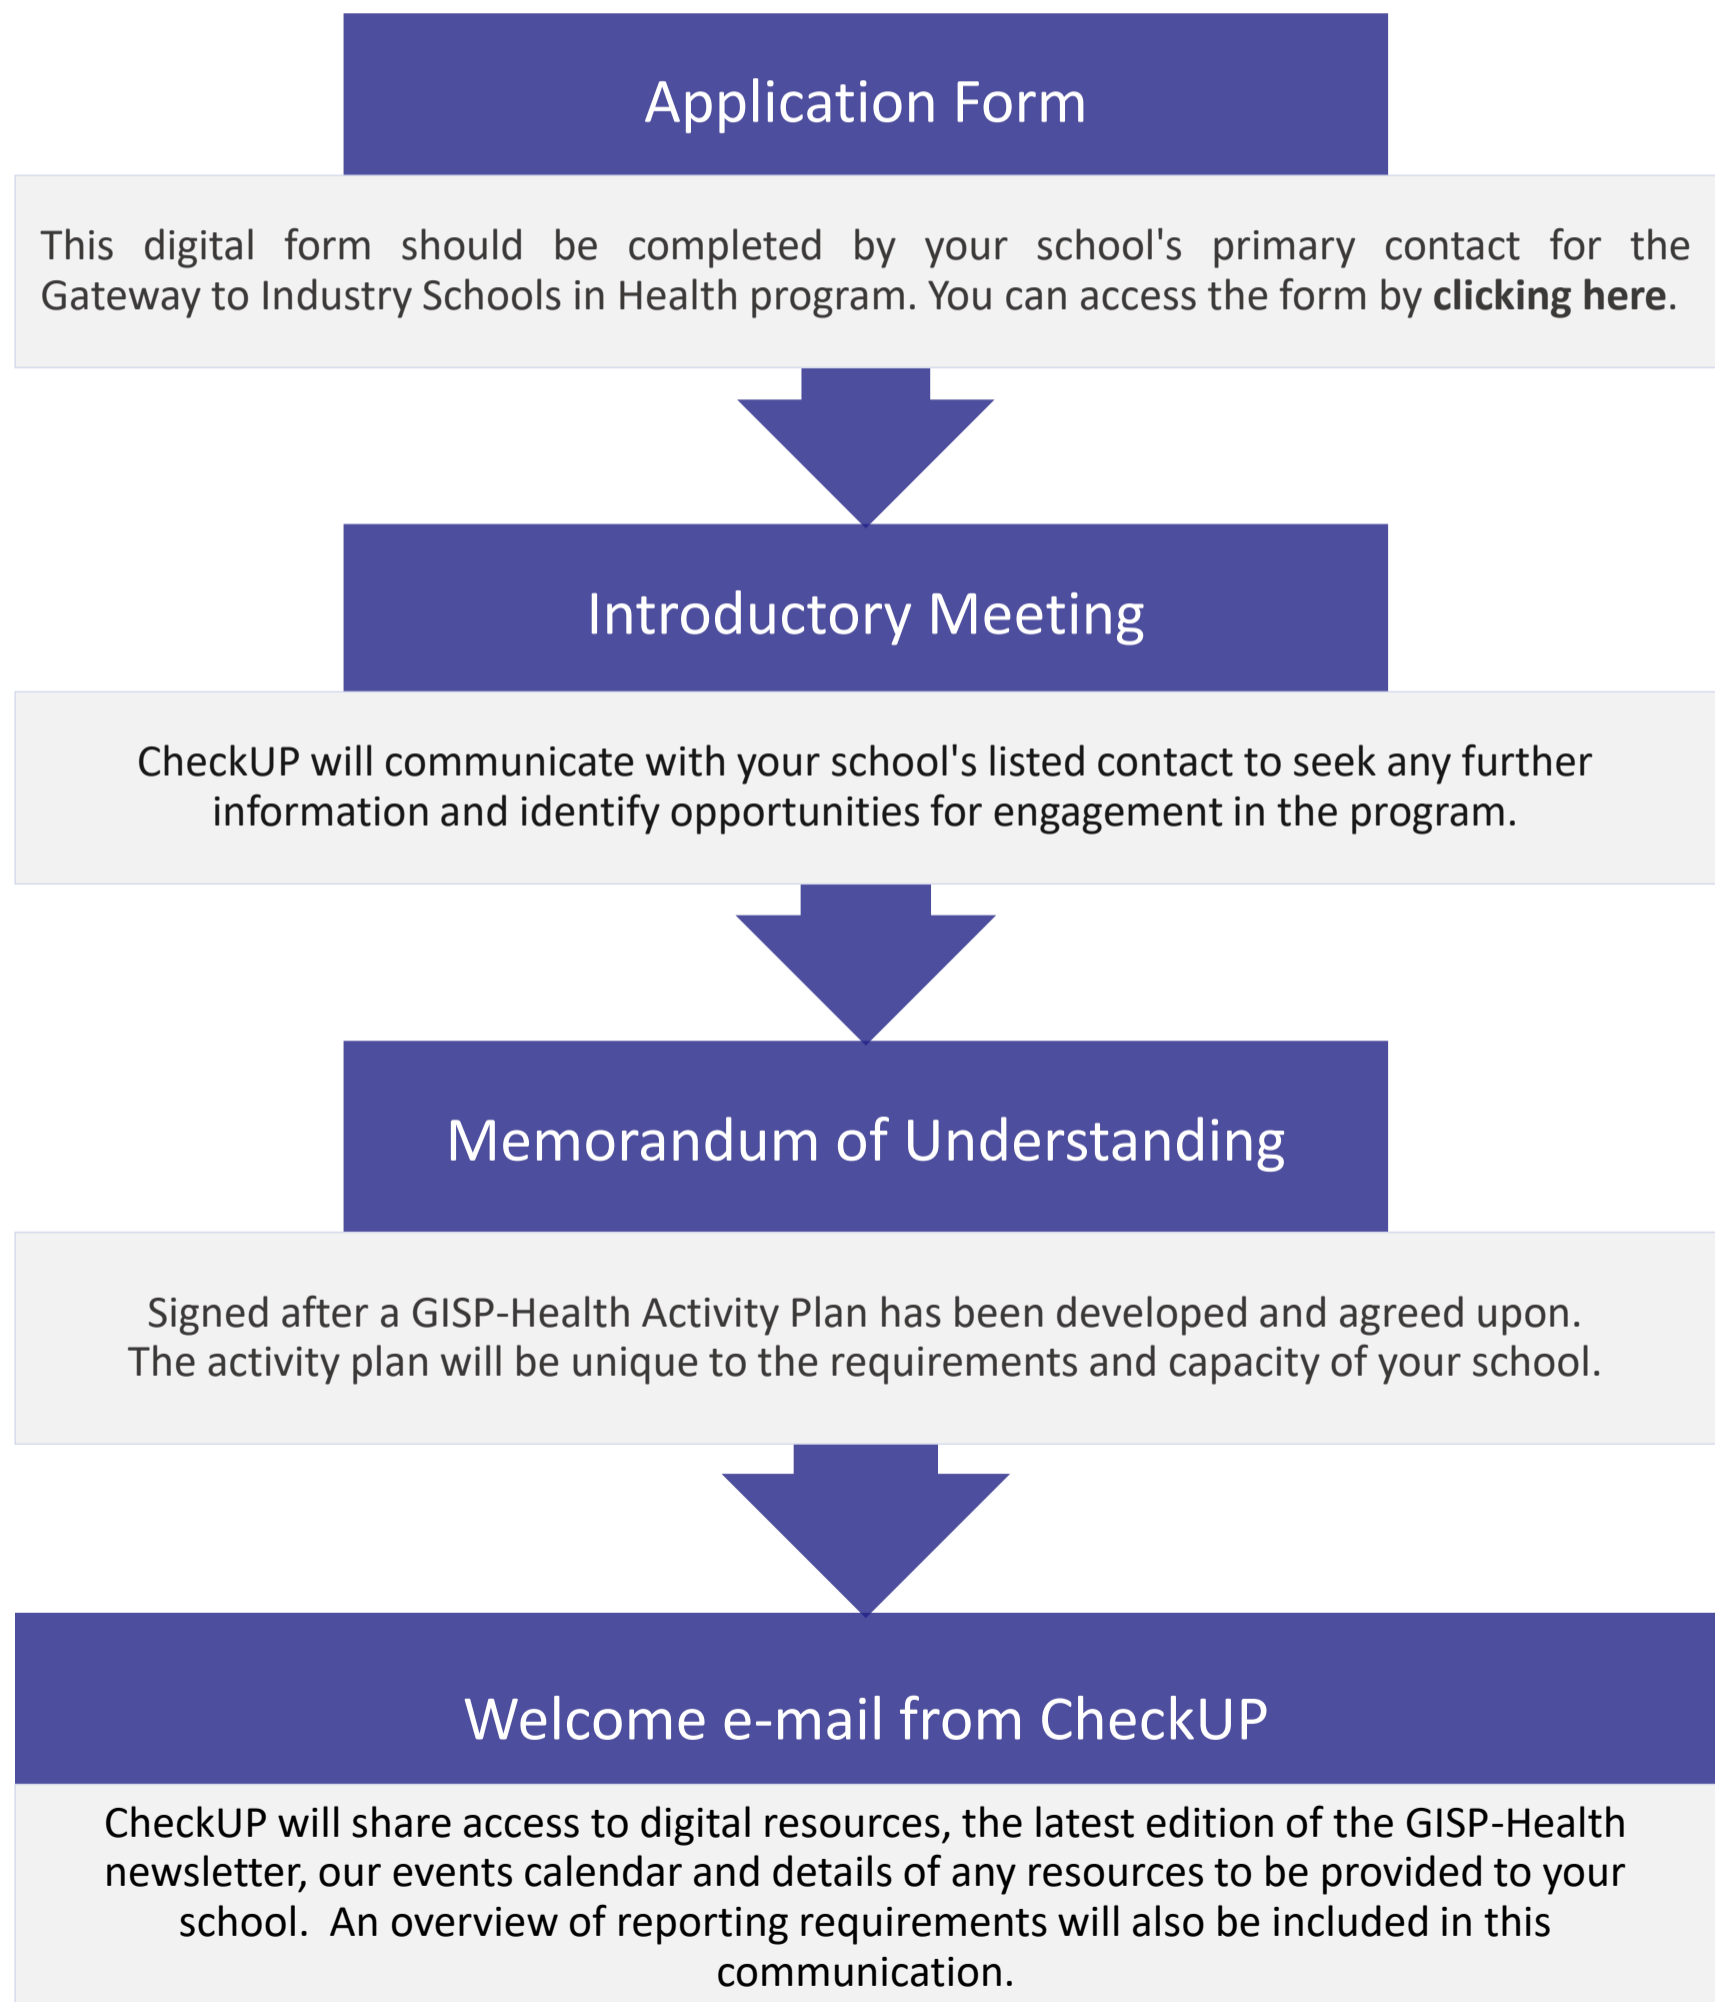 Application Form
This digital form should be completed by your school's primary contact for the
Gateway to Industry Schools in Health program. You can access the form by clicking here.
Introductory Meeting
CheckUP will communicate with your school's listed contact to seek any further
information and identify opportunities for engagement in the program.
Memorandum of Understanding
Signed after a GISP-Health Activity Plan has been developed and agreed upon.
The activity plan will be unique to the requirements and capacity of your school.
Welcome e-mail from CheckUP
CheckUP will share access to digital resources, the latest edition of the GISP-Health
newsletter, our events calendar and details of any resources to be provided to your
school.  An overview of reporting requirements will also be included in this
communication.